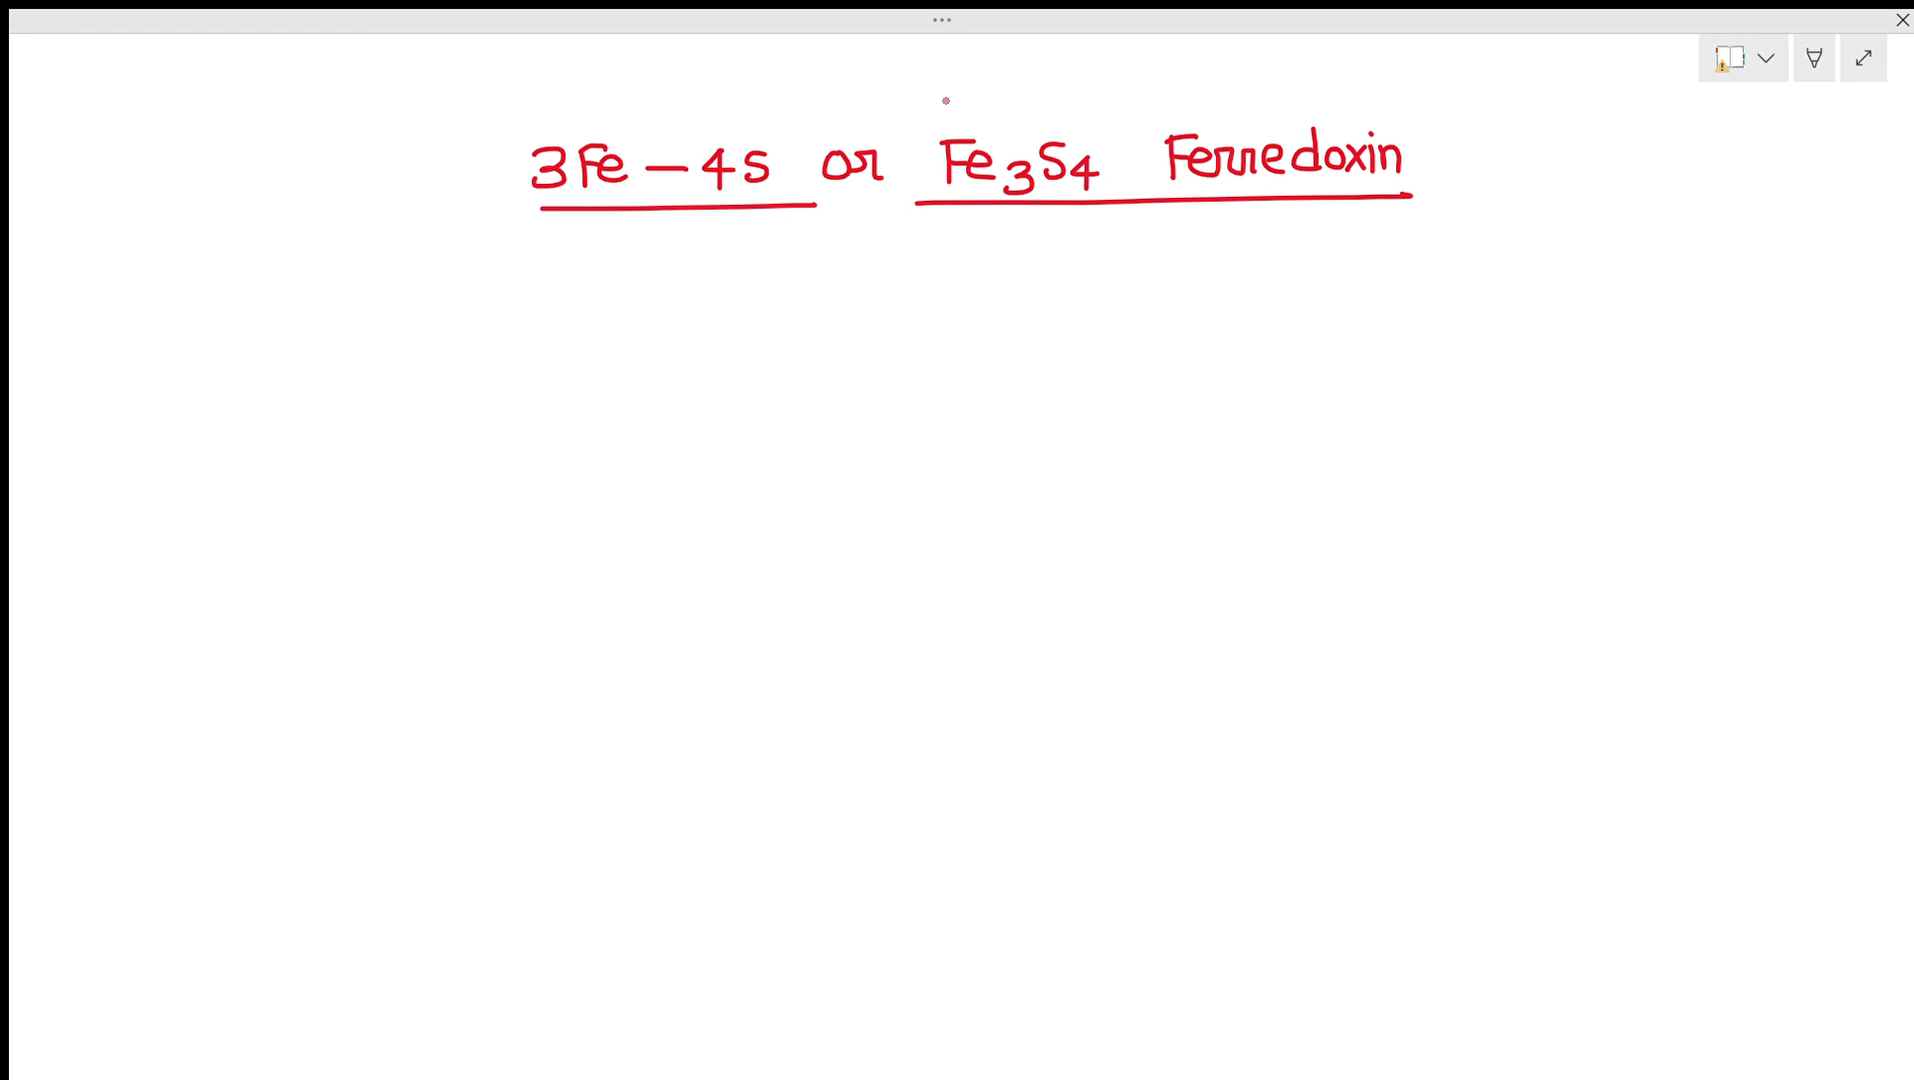 3Fe – 4s or Fe₃S₄ Ferredoxin